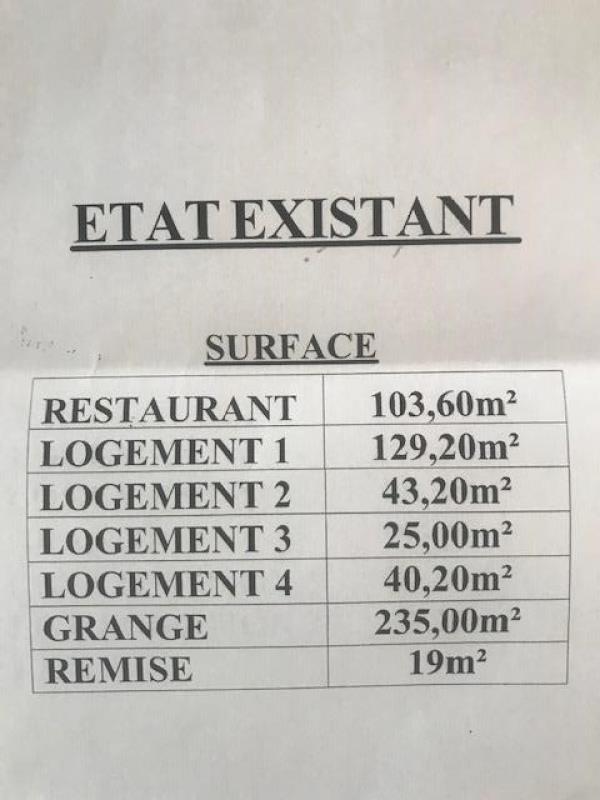 ETAT EXISTANT
SURFACE
RESTAURANT 103,60m²
LOGEMENT 1 129,20m²
LOGEMENT 2 43,20m²
LOGEMENT 3 25,00m²
LOGEMENT 4 40,20m²
GRANGE 235,00m²
REMISE 19m²